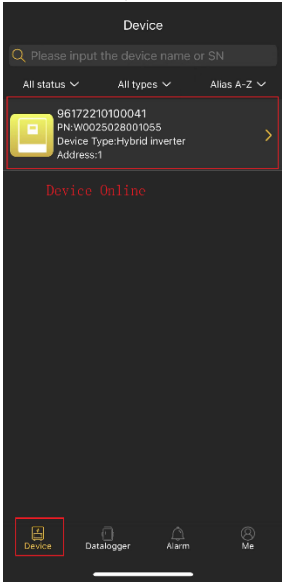 Device
Please input the device name or SN
All status All types Alias A-Z
96172210100041
PN:W0025028001055
Device Type:Hybrid inverter
Address:1
Device Online
Device Datalogger Alarm Me